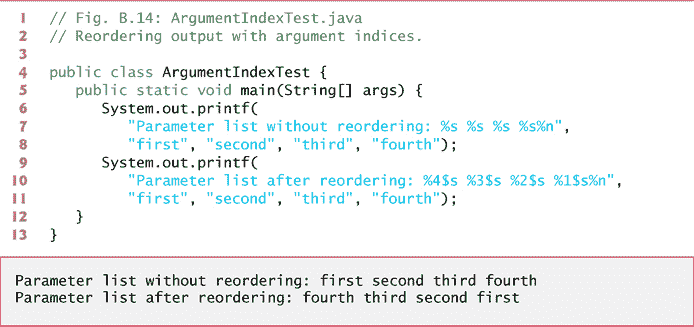 1 // Fig. B.14: ArgumentIndexTest.java
2 // Reordering output with argument indices.
3
4 public class ArgumentIndexTest {
5    public static void main(String[] args) {
6       System.out.printf(
7          "Parameter list without reordering: %s %s %s %s%n",
8          "first", "second", "third", "fourth");
9       System.out.printf(
10          "Parameter list after reordering: %4$s %3$s %2$s %1$s%n",
11          "first", "second", "third", "fourth");
12    }
13 }
Parameter list without reordering: first second third fourth
Parameter list after reordering: fourth third second first